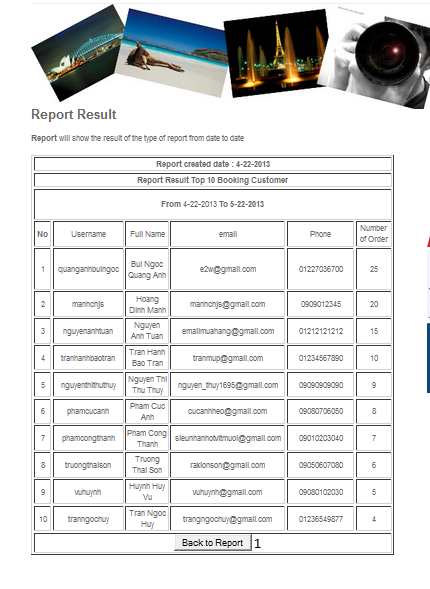 Report Result
Report will show the result of the type of report from date to date
Report created date : 4-22-2013
Report Result Top 10 Booking Customer
From 4-22-2013 To 5-22-2013
No Username Full Name email Phone Number of Order
1 quanganhbuingoc Bui Ngoc Quang Anh e2w@gmail.com 01227036700 25
2 manhchjs Hoang Dinh Manh manhchjs@gmail.com 0909012345 20
3 nguyenanhtuan Nguyen Anh Tuan emailmuahang@gmail.com 01212121212 15
4 tranhanhbaotran Tran Hanh Bao Tran tranmup@gmail.com 01234567890 10
5 nguyenthithuthuy Nguyen Thi Thu Thuy nguyen_thuy1695@gmail.com 09090909090 9
6 phamcucanh Pham Cuc Anh cucanhheo@gmail.com 09080706050 8
7 phamcongthanh Pham Cong Thanh sieunhanhotvitmuoi@gmail.com 09010203040 7
8 truongthaison Truong Thai Son rakionson@gmail.com 09050607080 6
9 vuhuynh Huynh Huy Vu vuhuynh@gmail.com 09080102030 5
10 tranngochuy Tran Ngoc Huy trangngochuy@gmail.com 01236549877 4
Back to Report 1